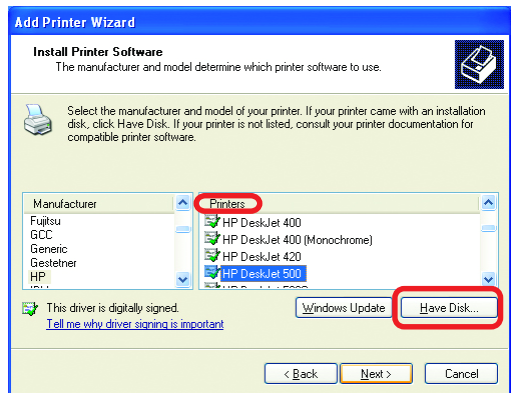 Add Printer Wizard
Install Printer Software
The manufacturer and model determine which printer software to use.
Select the manufacturer and model of your printer. If your printer came with an installation
disk, click Have Disk. If your printer is not listed, consult your printer documentation for
compatible printer software.
Manufacturer
Fujitsu
GCC
Generic
Gestetner
HP
Printers
HP DeskJet 400
HP DeskJet 400 (Monochrome)
HP DeskJet 420
HP DeskJet 500
This driver is digitally signed.
Tell me why driver signing is important
Windows Update
Have Disk...
< Back
Next >
Cancel